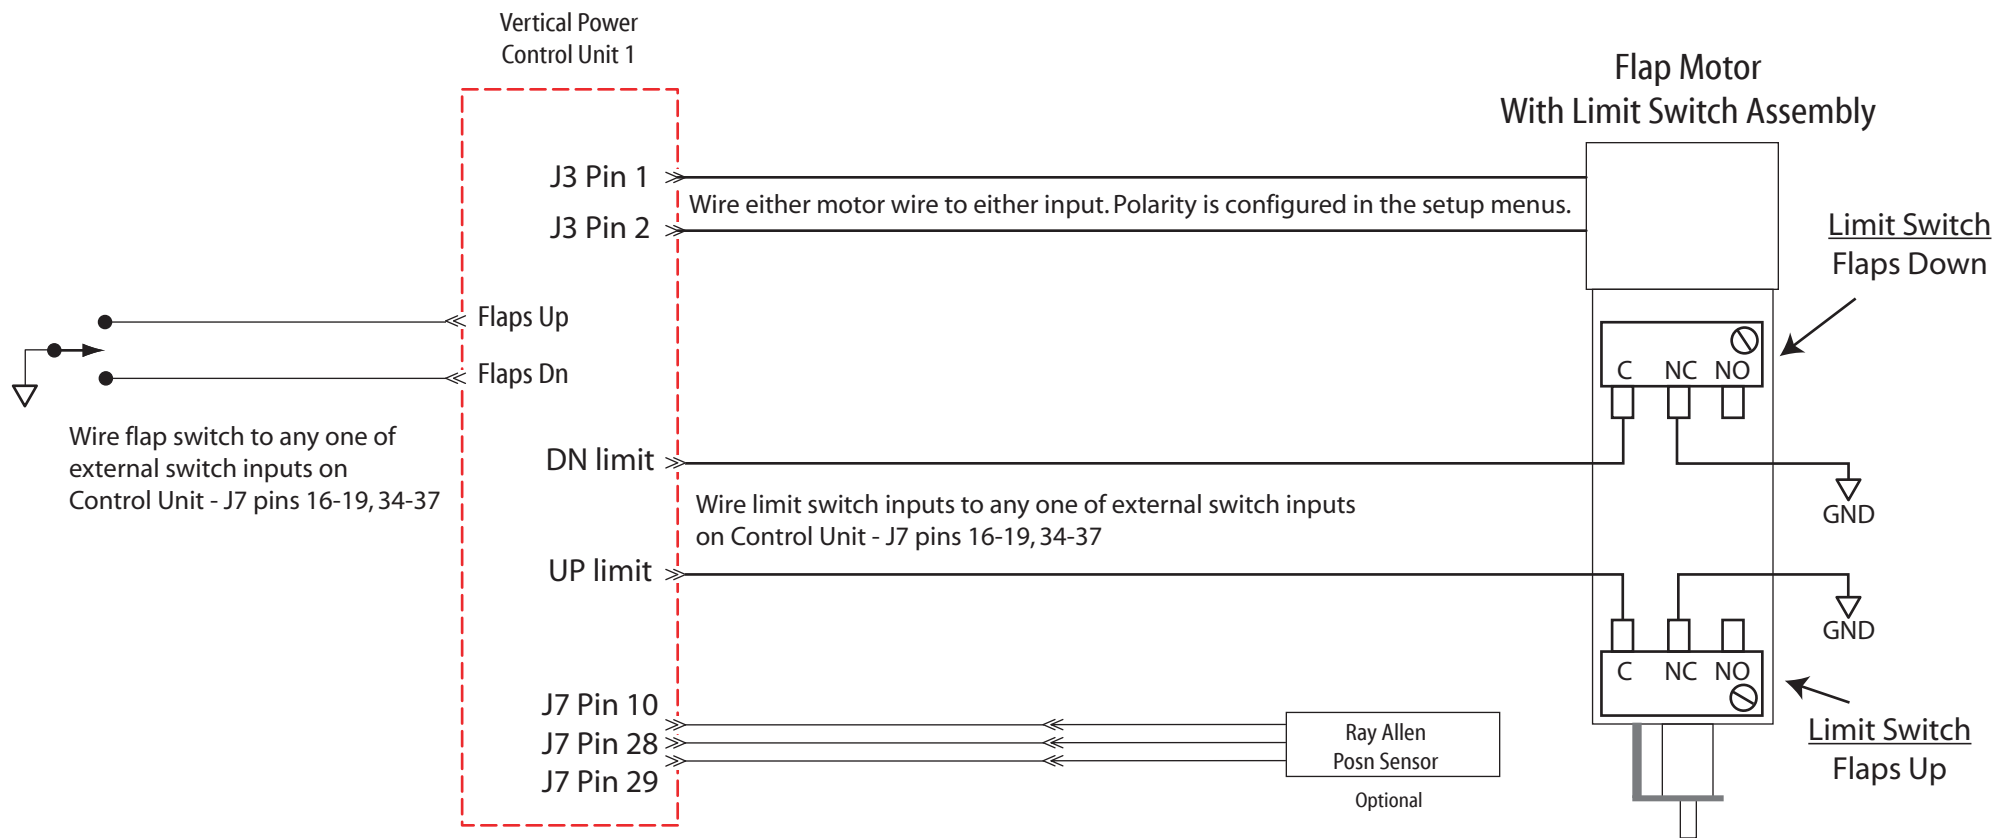 Vertical Power
Control Unit 1
Flap Motor
With Limit Switch Assembly
J3 Pin 1
Wire either motor wire to either input. Polarity is configured in the setup menus.
J3 Pin 2
Limit Switch
Flaps Down
Flaps Up
Flaps Dn
C NC NO
Wire flap switch to any one of
external switch inputs on
Control Unit - J7 pins 16-19, 34-37
DN limit
Wire limit switch inputs to any one of external switch inputs
on Control Unit - J7 pins 16-19, 34-37
GND
UP limit
GND
C NC NO
J7 Pin 10
J7 Pin 28
J7 Pin 29
Ray Allen
Posn Sensor
Optional
Limit Switch
Flaps Up